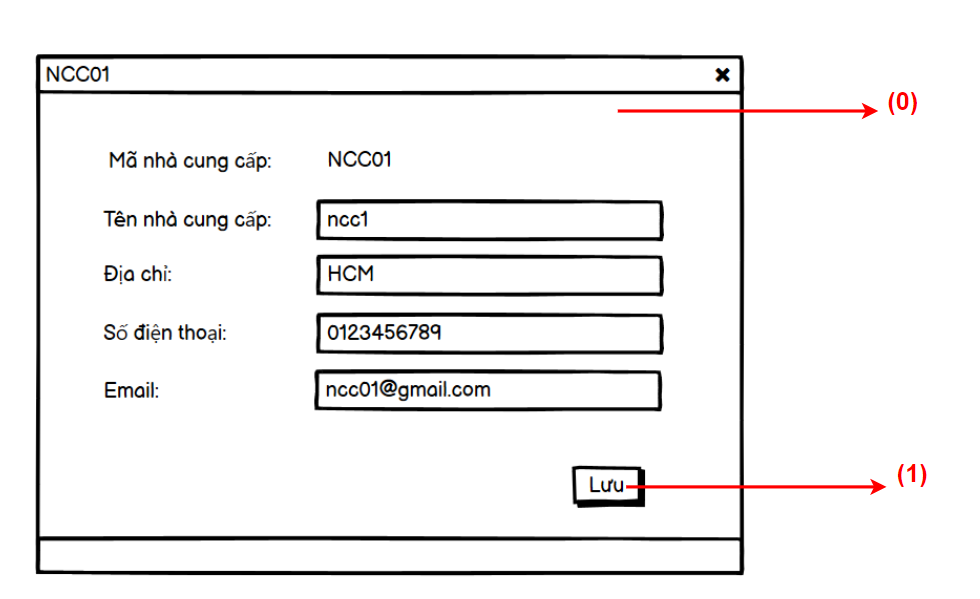 NCC01
(0)
Mã nhà cung cấp: NCC01
Tên nhà cung cấp: ncc1
Địa chỉ: HCM
Số điện thoại: 0123456789
Email: ncc01@gmail.com
Lưu (1)